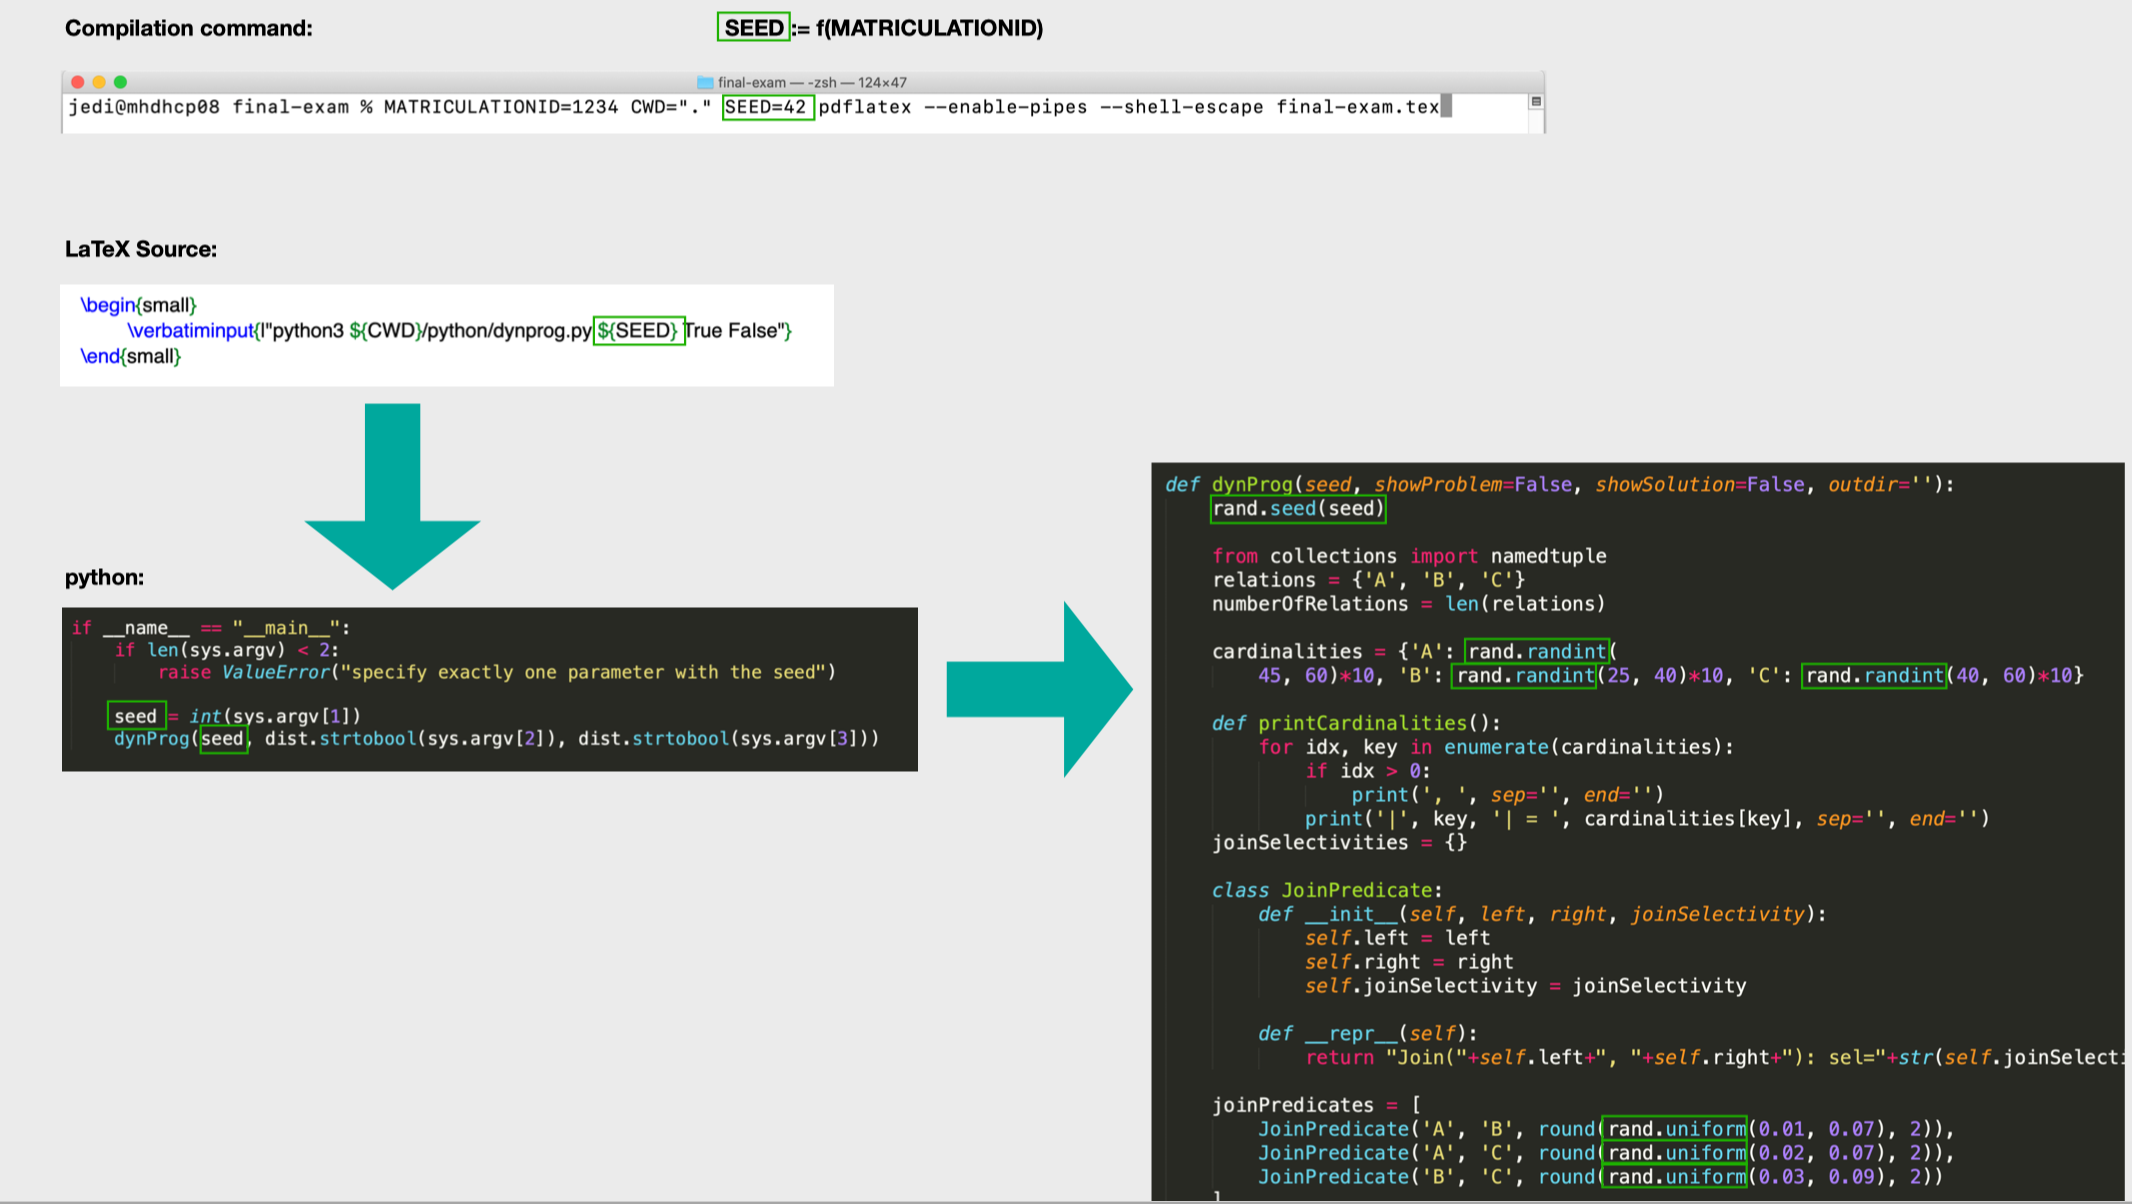 Compilation command:
SEED := f(MATRICULATIONID)
final-exam — -zsh — 124×47
jedi@mhdhcp08 final-exam % MATRICULATIONID=1234 CWD="." SEED=42 pdflatex --enable-pipes --shell-escape final-exam.tex
LaTeX Source:
\begin{small}
\verbatiminput{|"python3 ${CWD}/python/dynprog.py ${SEED} True False"}
\end{small}
python:
if __name__ == "__main__":
    if len(sys.argv) < 2:
        raise ValueError("specify exactly one parameter with the seed")
    seed = int(sys.argv[1])
    dynProg(seed, dist.strtobool(sys.argv[2]), dist.strtobool(sys.argv[3]))
def dynProg(seed, showProblem=False, showSolution=False, outdir=''):
    rand.seed(seed)
    from collections import namedtuple
    relations = {'A', 'B', 'C'}
    numberOfRelations = len(relations)
    cardinalities = {'A': rand.randint(
        45, 60)*10, 'B': rand.randint(25, 40)*10, 'C': rand.randint(40, 60)*10}
    def printCardinalities():
        for idx, key in enumerate(cardinalities):
            if idx > 0:
                print(', ', sep='', end='')
            print('|', key, '| = ', cardinalities[key], sep='', end='')
    joinSelectivities = {}
    class JoinPredicate:
        def __init__(self, left, right, joinSelectivity):
            self.left = left
            self.right = right
            self.joinSelectivity = joinSelectivity
        def __repr__(self):
            return "Join("+self.left+", "+self.right+"): sel="+str(self.joinSelecti
    joinPredicates = [
        JoinPredicate('A', 'B', round(rand.uniform(0.01, 0.07), 2)),
        JoinPredicate('A', 'C', round(rand.uniform(0.02, 0.07), 2)),
        JoinPredicate('B', 'C', round(rand.uniform(0.03, 0.09), 2))
    ]